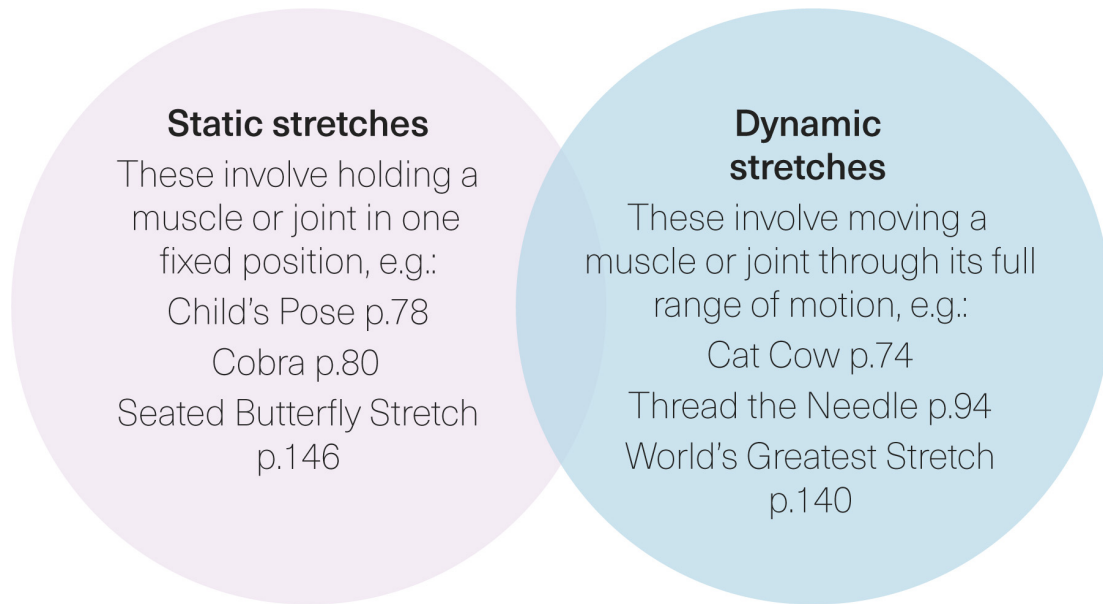 Static stretches
These involve holding a
muscle or joint in one
fixed position, e.g.:
Child’s Pose p.78
Cobra p.80
Seated Butterfly Stretch
p.146
Dynamic
stretches
These involve moving a
muscle or joint through its full
range of motion, e.g.:
Cat Cow p.74
Thread the Needle p.94
World’s Greatest Stretch
p.140